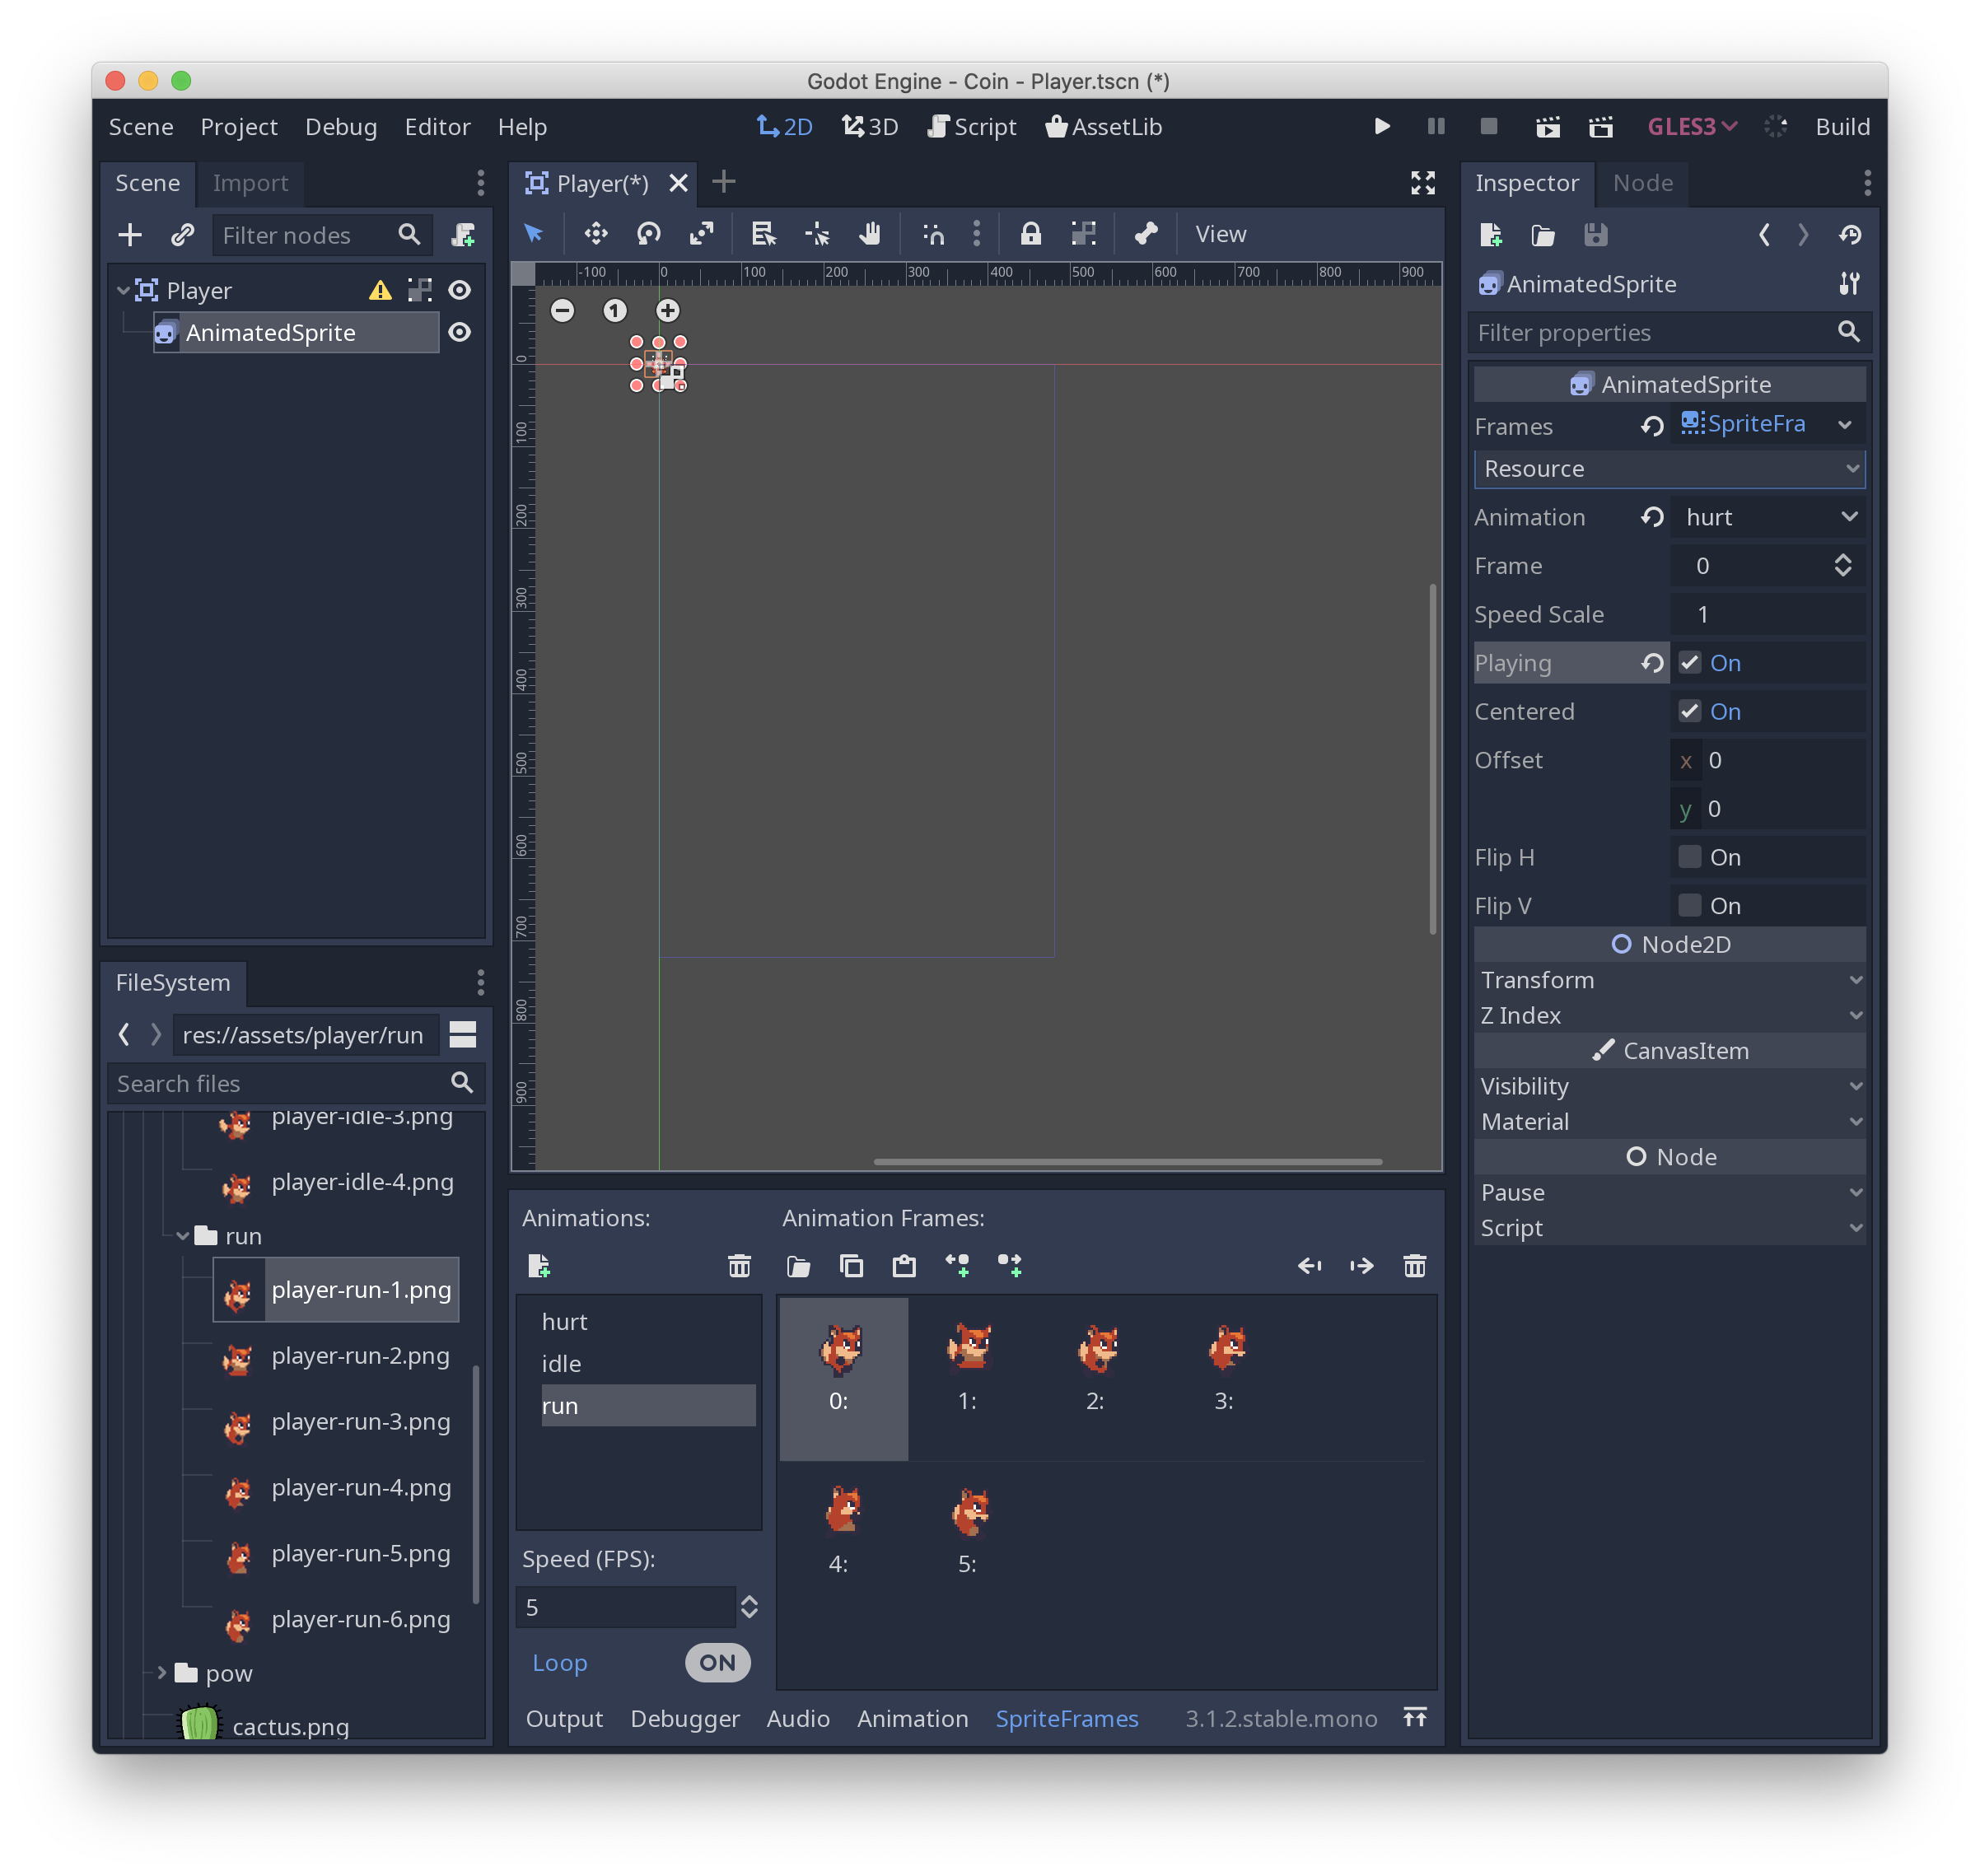 Godot Engine - Coin - Player.tscn (*)
Scene Project Debug Editor Help 2D 3D Script AssetLib GLES3 Build
Scene Import
Filter nodes
Player
AnimatedSprite
Player(*)
View
-100 0 100 200 300 400 500 600 700 800 900
1
0
100
200
300
400
500
600
700
800
900
FileSystem
res://assets/player/run
Search files
player-idle-3.png
player-idle-4.png
run
player-run-1.png
player-run-2.png
player-run-3.png
player-run-4.png
player-run-5.png
player-run-6.png
pow
cactus.png
Animations:
hurt
idle
run
Speed (FPS):
5
Loop ON
Animation Frames:
0: 1: 2: 3:
4: 5:
Output Debugger Audio Animation SpriteFrames 3.1.2.stable.mono
Inspector Node
AnimatedSprite
Filter properties
AnimatedSprite
Frames SpriteFra
Resource
Animation hurt
Frame 0
Speed Scale 1
Playing On
Centered On
Offset x 0
y 0
Flip H On
Flip V On
Node2D
Transform
Z Index
CanvasItem
Visibility
Material
Node
Pause
Script